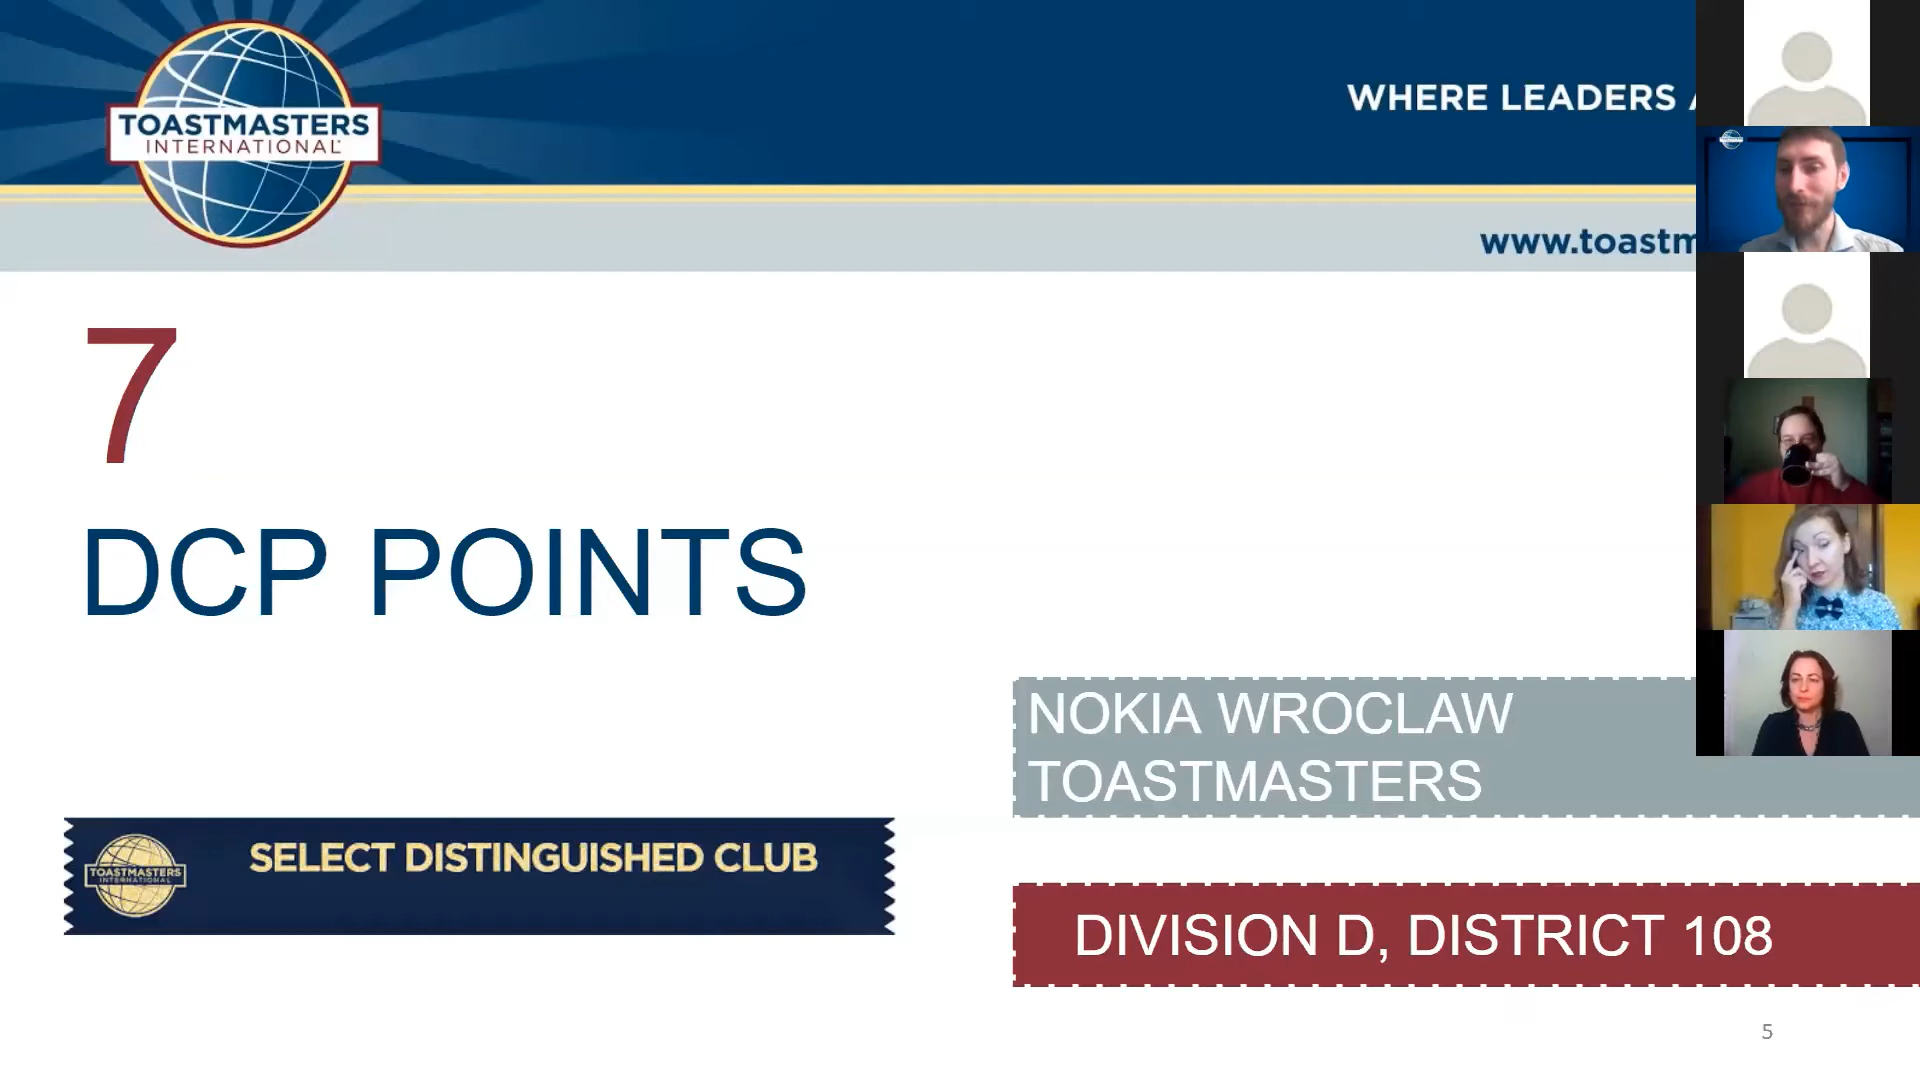 TOASTMASTERS
INTERNATIONAL
WHERE LEADERS
www.toastm
7
DCP POINTS
NOKIA WROCLAW
TOASTMASTERS
TOASTMASTERS
INTERNATIONAL
SELECT DISTINGUISHED CLUB
DIVISION D, DISTRICT 108
5